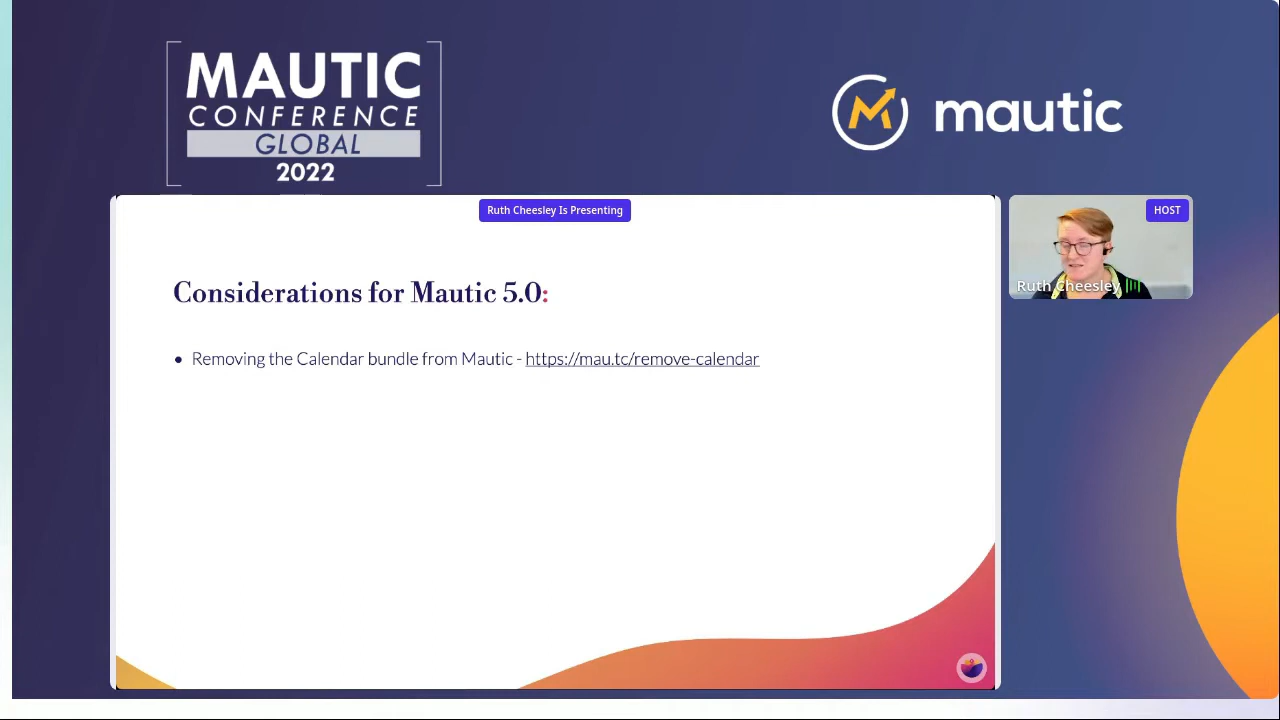 MAUTIC
CONFERENCE
GLOBAL
2022
mautic
Ruth Cheesley Is Presenting
HOST
Ruth Cheesley
Considerations for Mautic 5.0:
• Removing the Calendar bundle from Mautic - https://mau.tc/remove-calendar